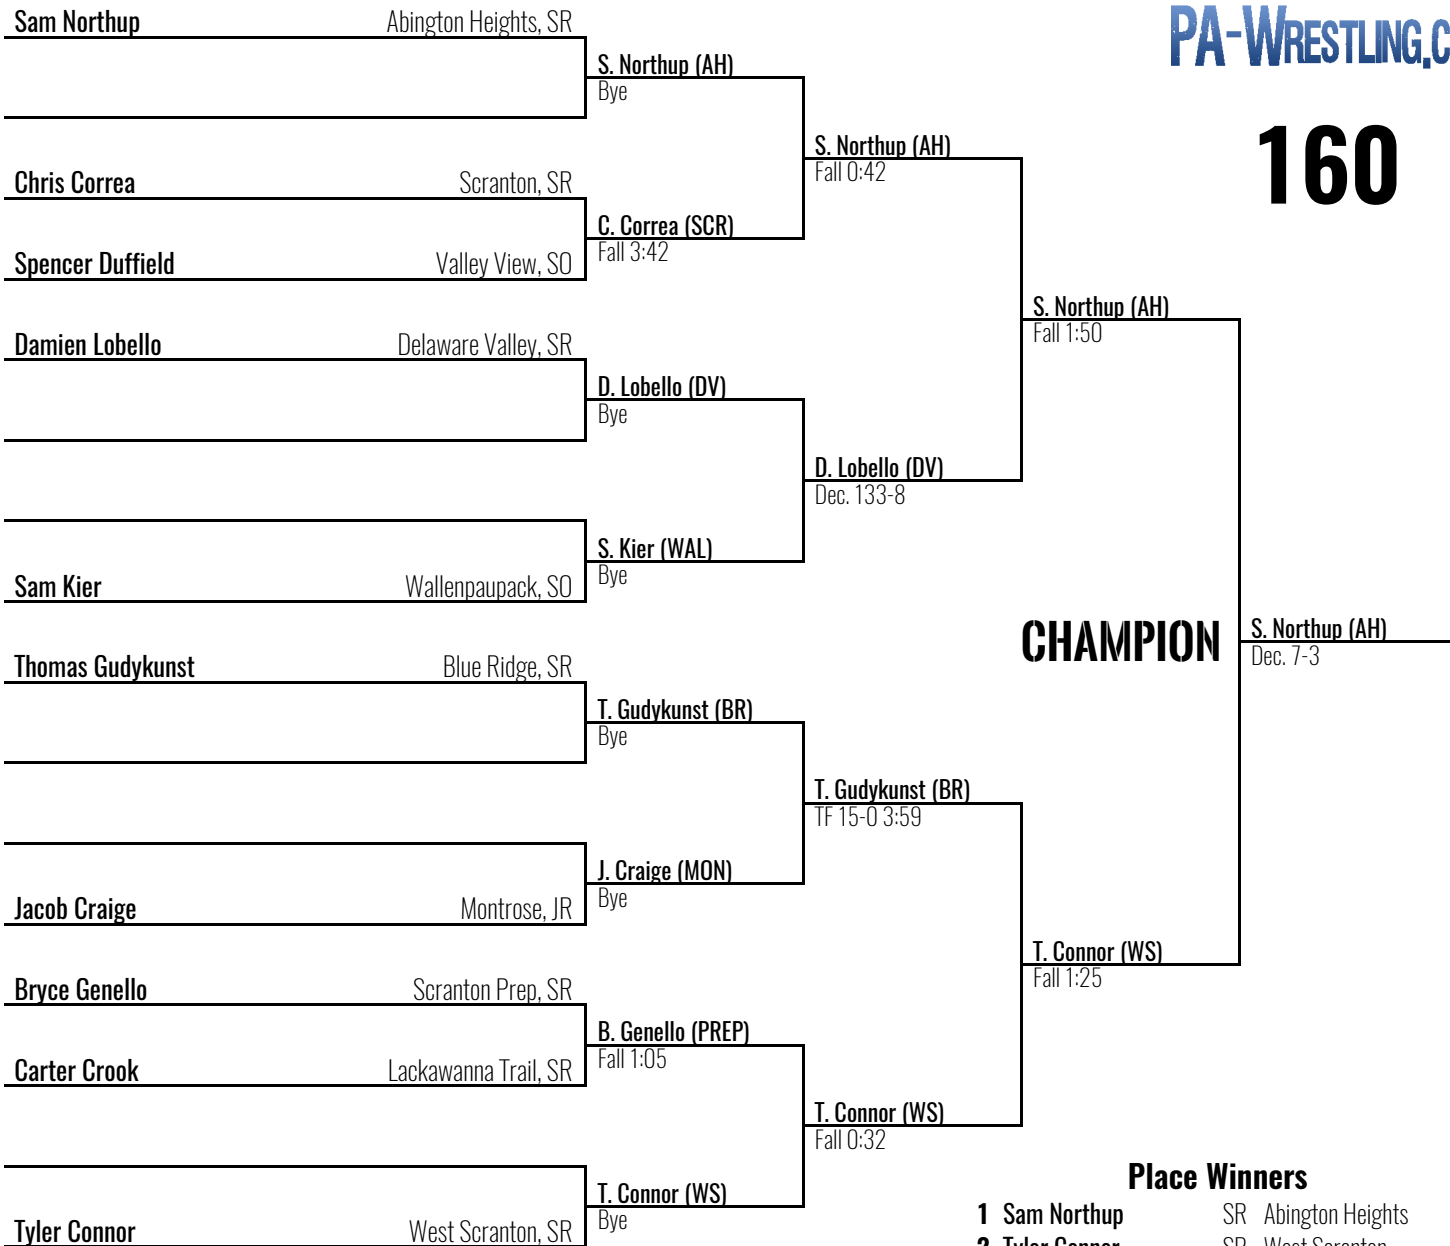 Sam Northup Abington Heights, SR
PA-WRESTLING.C
S. Northup (AH)
Bye
S. Northup (AH)
Fall 0:42
160
Chris Correa Scranton, SR
C. Correa (SCR)
Fall 3:42
Spencer Duffield Valley View, SO
S. Northup (AH)
Fall 1:50
Damien Lobello Delaware Valley, SR
D. Lobello (DV)
Bye
D. Lobello (DV)
Dec. 133-8
S. Kier (WAL)
Bye
Sam Kier Wallenpaupack, SO
CHAMPION
S. Northup (AH)
Dec. 7-3
Thomas Gudykunst Blue Ridge, SR
T. Gudykunst (BR)
Bye
T. Gudykunst (BR)
TF 15-0 3:59
J. Craige (MON)
Bye
Jacob Craige Montrose, JR
T. Connor (WS)
Fall 1:25
Bryce Genello Scranton Prep, SR
B. Genello (PREP)
Fall 1:05
Carter Crook Lackawanna Trail, SR
T. Connor (WS)
Fall 0:32
Place Winners
T. Connor (WS)
Bye
1 Sam Northup SR Abington Heights
Tyler Connor West Scranton, SR
2 Tyler Connor SR West Scranton